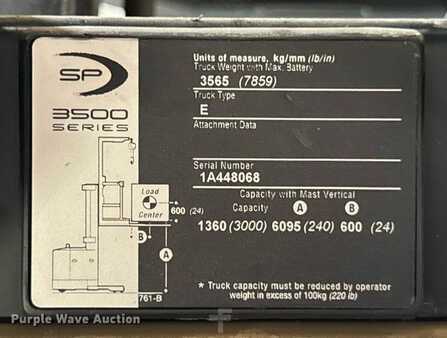 SP
3500
SERIES
Units of measure, kg/mm (lb/in)
Truck Weight with Max. Battery
3565 (7859)
Truck Type
E
Attachment Data
Serial Number
1A448068
Capacity with Mast Vertical
Capacity A B
1360 (3000) 6095 (240) 600 (24)
Load
Center
600 (24)
B
A
761-B
* Truck capacity must be reduced by operator
weight in excess of 100kg (220 lb)
Purple Wave Auction